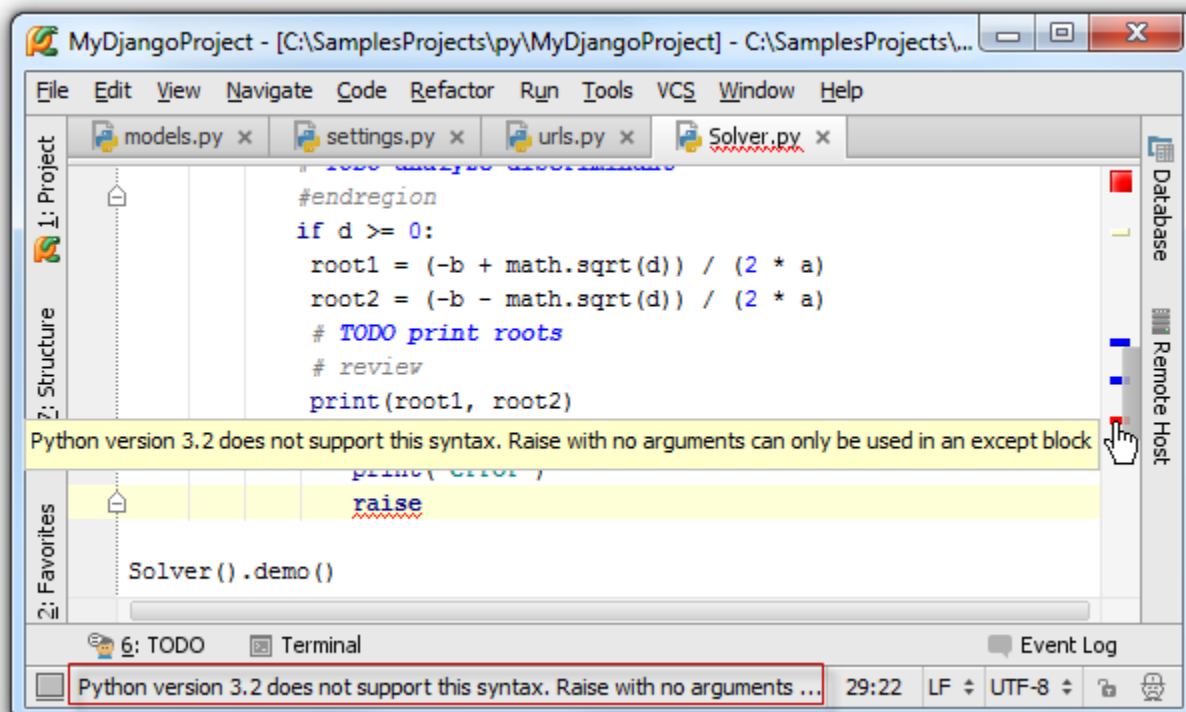 MyDjangoProject - [C:\SamplesProjects\py\MyDjangoProject] - C:\SamplesProjects\...
File Edit View Navigate Code Refactor Run Tools VCS Window Help
models.py settings.py urls.py Solver.py
1: Project
7: Structure
2: Favorites
# TODO analyze discriminant
#endregion
if d >= 0:
root1 = (-b + math.sqrt(d)) / (2 * a)
root2 = (-b - math.sqrt(d)) / (2 * a)
# TODO print roots
# review
print(root1, root2)
Python version 3.2 does not support this syntax. Raise with no arguments can only be used in an except block
print('error')
raise
Solver().demo()
Database
Remote Host
6: TODO Terminal Event Log
Python version 3.2 does not support this syntax. Raise with no arguments ... 29:22 LF UTF-8